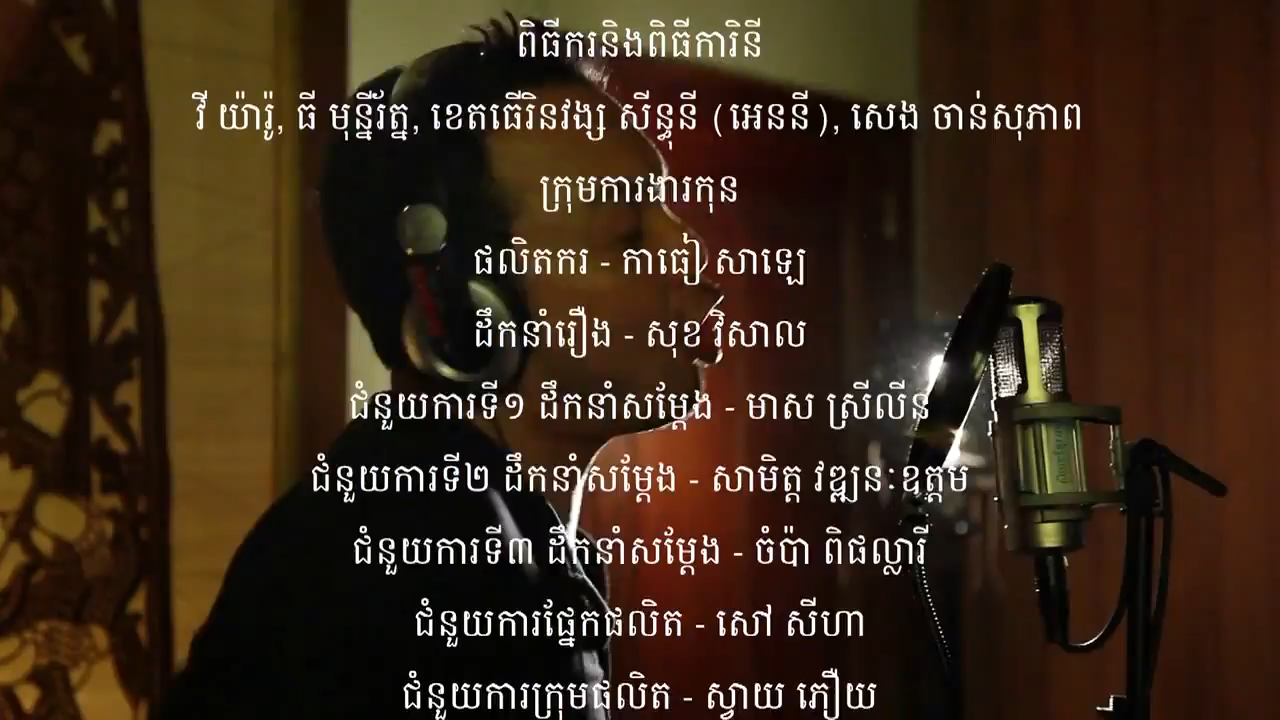 ពិធីករនិងពិធីការិនី
វី យ៉ារ៉ូ, ធី មុន្នីរ័ត្ន, ខេតធើរិនវង្ស ស៊ីន្ធុនី (អេននី), សេង ចាន់សុភាព
ក្រុមការងារកុន
ផលិតករ - កាធៀ សាឡេ
ដឹកនាំរឿង - សុខ វិសាល
ជំនួយការទី១ ដឹកនាំសម្ដែង - មាស ស្រីលីន
ជំនួយការទី២ ដឹកនាំសម្ដែង - សាមិត្ត វឌ្ឍនៈឧត្តម
ជំនួយការទី៣ ដឹកនាំសម្ដែង - ចំប៉ា ពិផល្លារី
ជំនួយការផ្នែកផលិត - សៅ សីហា
ជំនួយការក្រុមផលិត - ស្វាយ ភឿយ